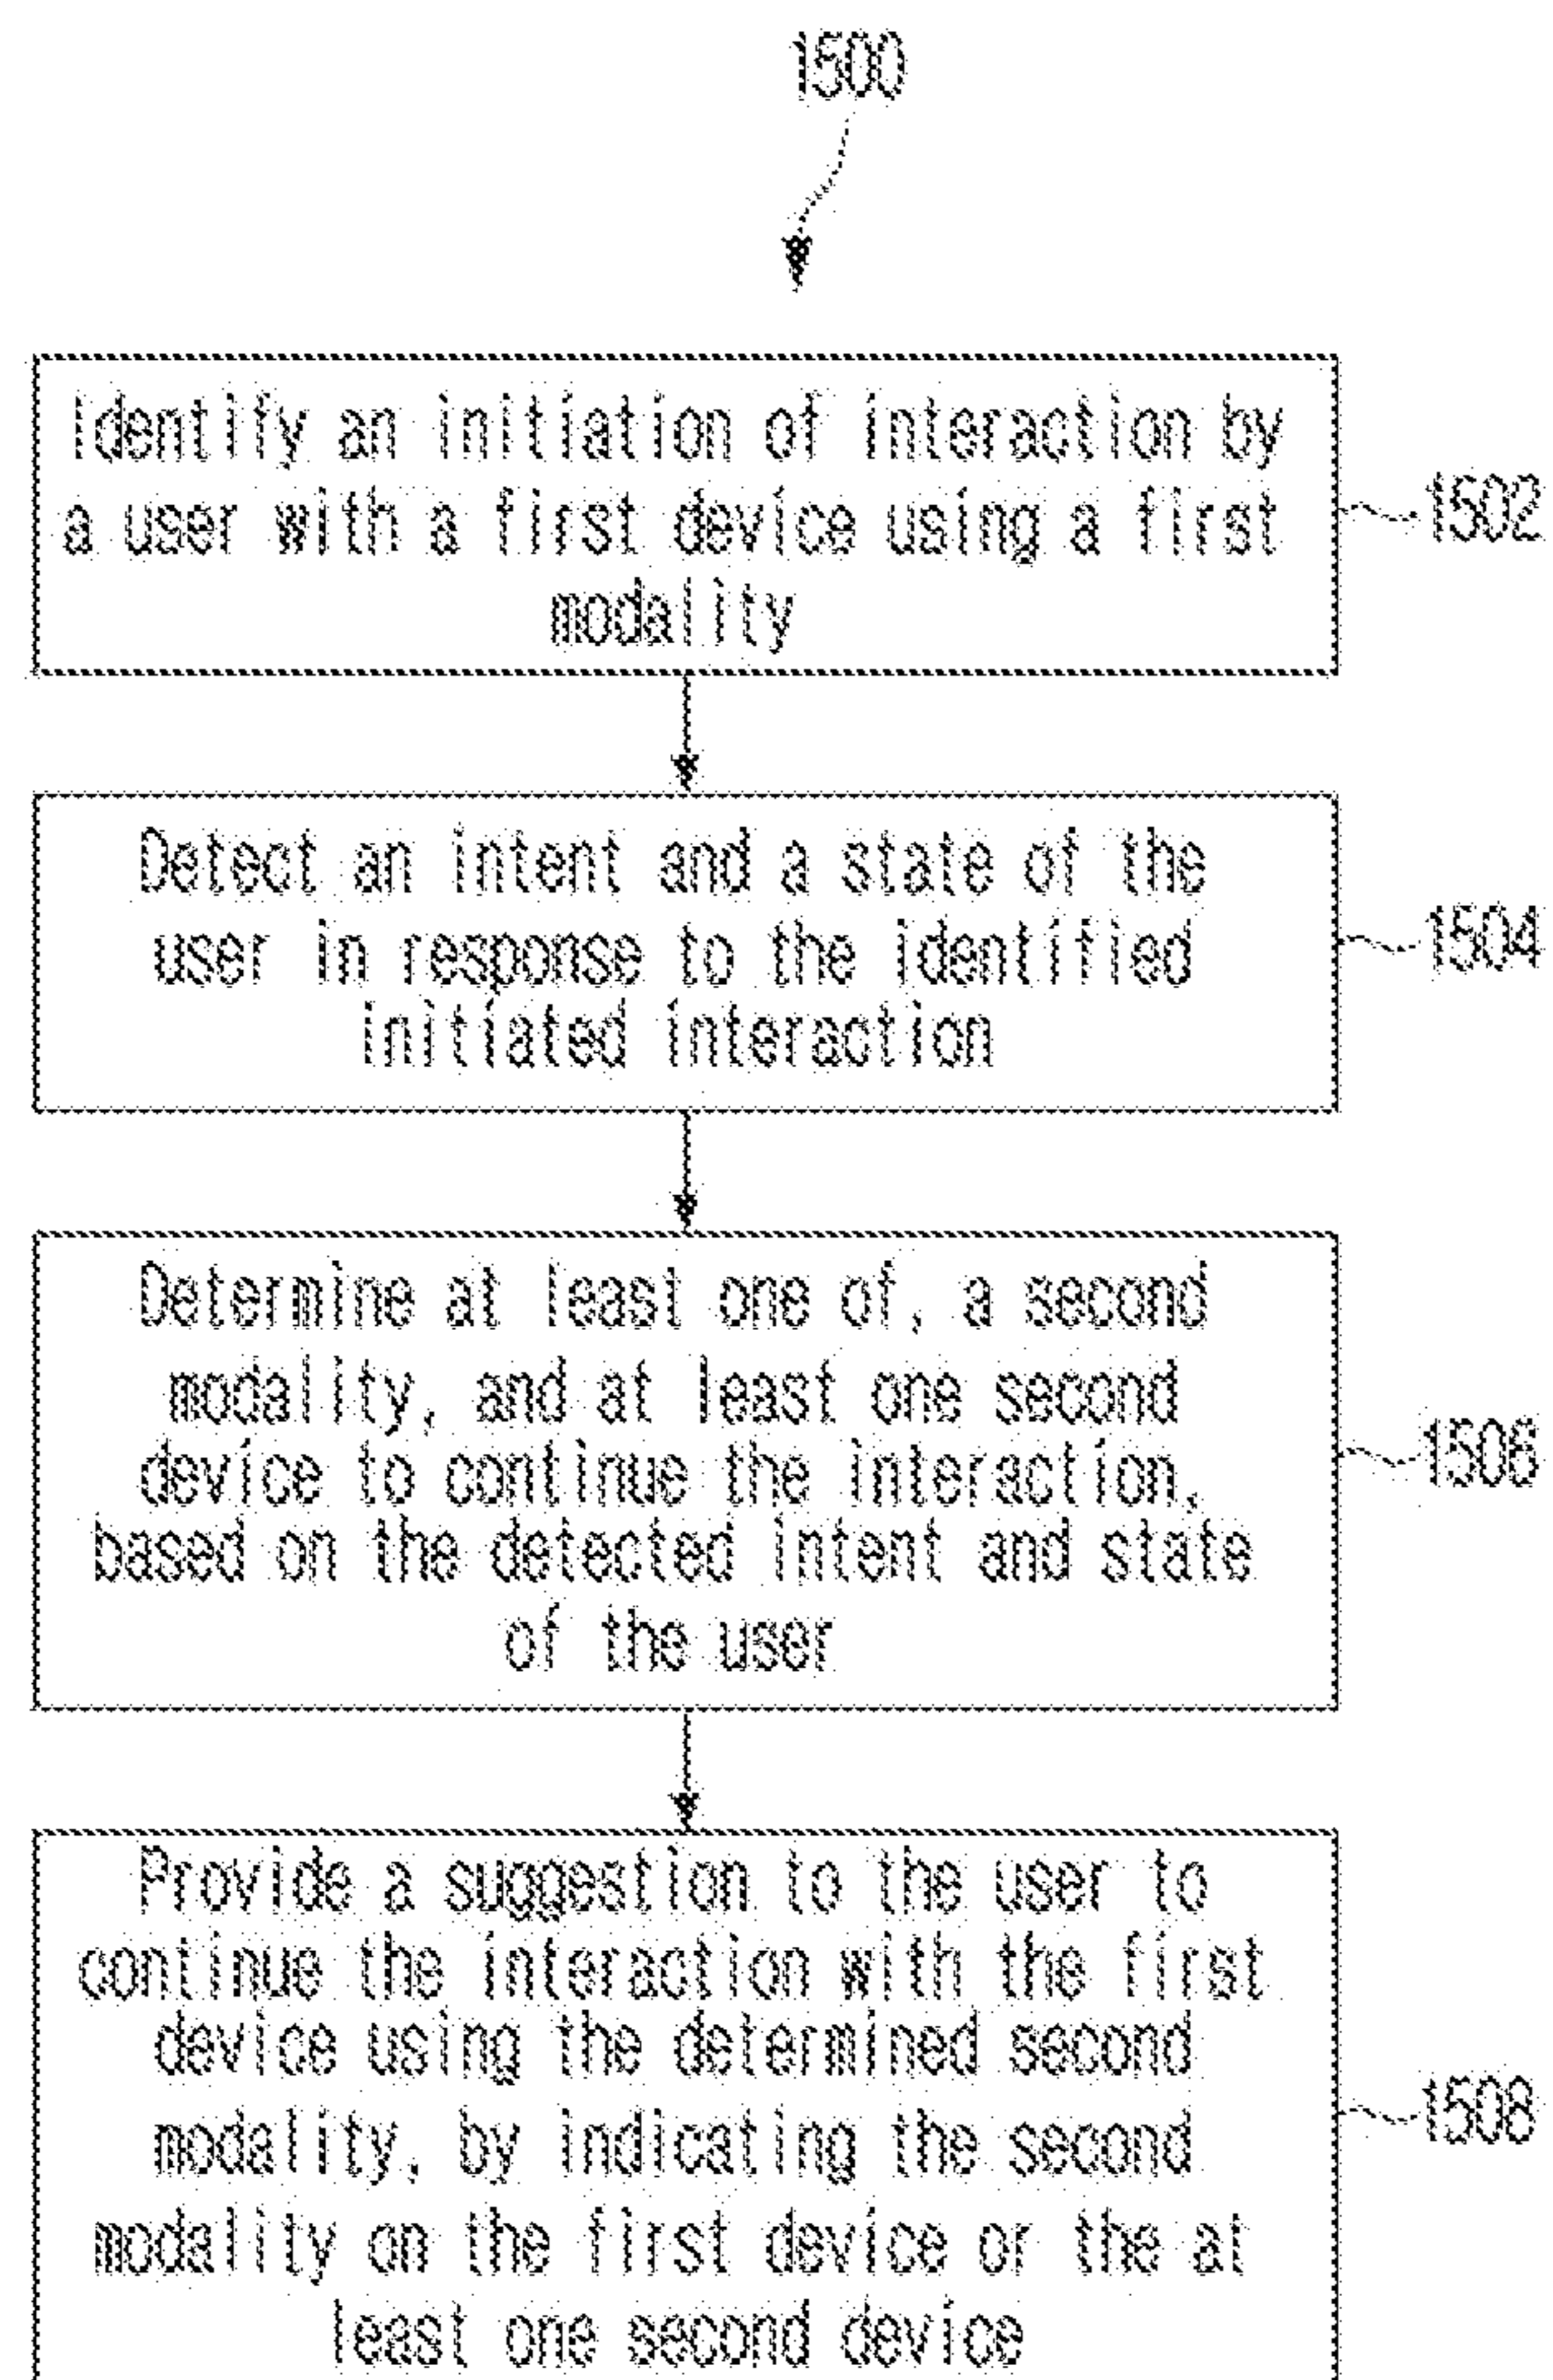 1500
Identify an initiation of interaction by
a user with a first device using a first
modality
1502
Detect an intent and a state of the
user in response to the identified
initiated interaction
1504
Determine at least one of, a second
modality, and at least one second
device to continue the interaction,
based on the detected intent and state
of the user
1506
Provide a suggestion to the user to
continue the interaction with the first
device using the determined second
modality, by indicating the second
modality on the first device or the at
least one second device
1508